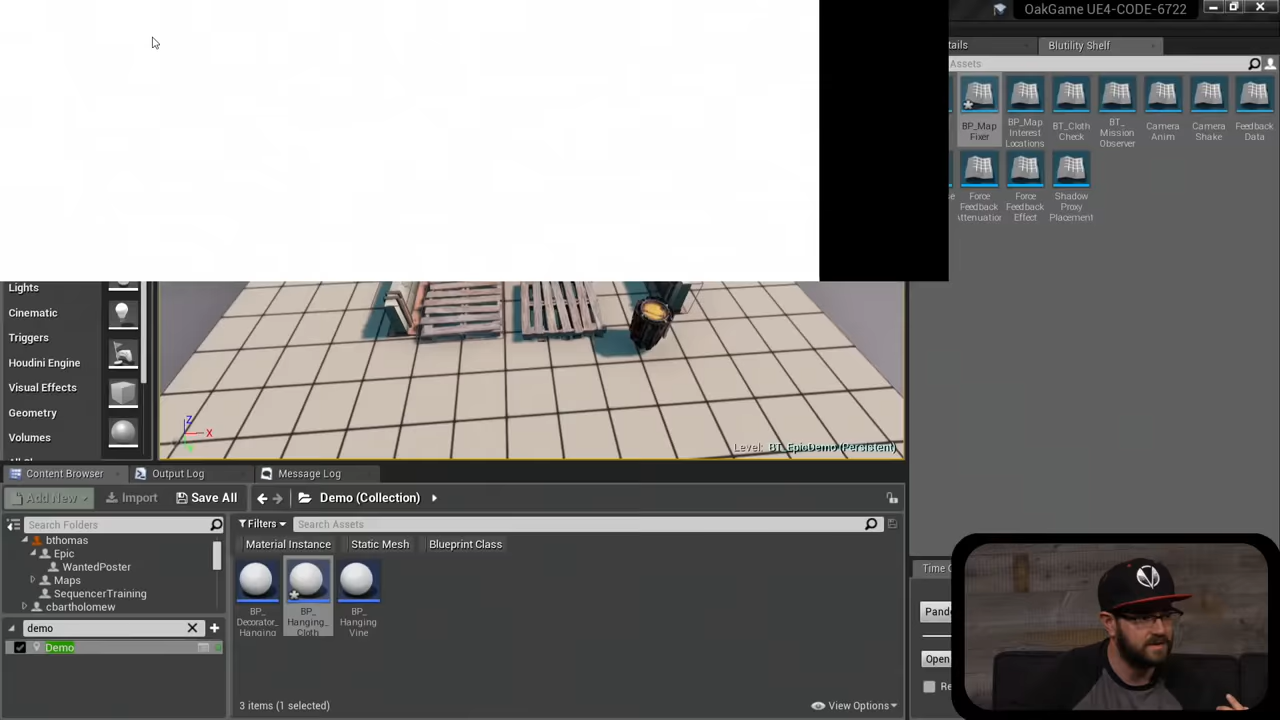 OakGame UE4-CODE-6722
tails
Blutility Shelf
Assets
BP_Map
Fixer
BP_Map
Interest
Locations
BT_Cloth
Check
BT_
Mission
Observer
Camera
Anim
Camera
Shake
Feedback
Data
Force
Feedback
Attenuation
Force
Feedback
Effect
Shadow
Proxy
Placement
Lights
Cinematic
Triggers
Houdini Engine
Visual Effects
Geometry
Volumes
Z
X
Level: BT_EpicDemo (Persistent)
Content Browser
Output Log
Message Log
Add New
Import
Save All
Demo (Collection)
Search Folders
Filters
Search Assets
bthomas
Epic
WantedPoster
Maps
SequencerTraining
cbartholomew
Material Instance
Static Mesh
Blueprint Class
BP_
Decorator_
Hanging
BP_
Hanging_
Cloth
BP_
Hanging
Vine
demo
Demo
3 items (1 selected)
View Options
Time
Open